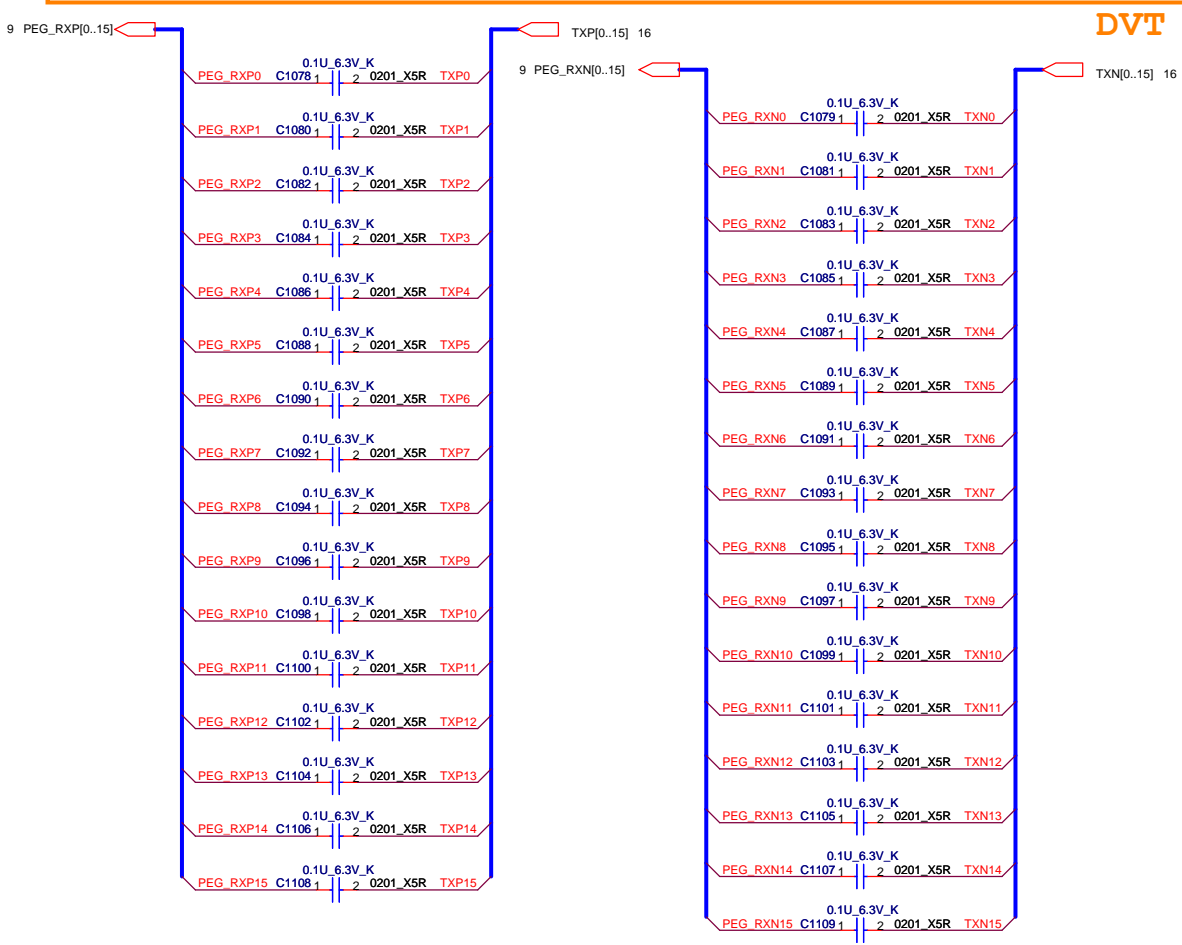 DVT
9 PEG_RXP[0..15]
TXP[0..15] 16
0.1U_6.3V_K
PEG_RXP0 C1078 1 2 0201_X5R TXP0
0.1U_6.3V_K
PEG_RXP1 C1080 1 2 0201_X5R TXP1
0.1U_6.3V_K
PEG_RXP2 C1082 1 2 0201_X5R TXP2
0.1U_6.3V_K
PEG_RXP3 C1084 1 2 0201_X5R TXP3
0.1U_6.3V_K
PEG_RXP4 C1086 1 2 0201_X5R TXP4
0.1U_6.3V_K
PEG_RXP5 C1088 1 2 0201_X5R TXP5
0.1U_6.3V_K
PEG_RXP6 C1090 1 2 0201_X5R TXP6
0.1U_6.3V_K
PEG_RXP7 C1092 1 2 0201_X5R TXP7
0.1U_6.3V_K
PEG_RXP8 C1094 1 2 0201_X5R TXP8
0.1U_6.3V_K
PEG_RXP9 C1096 1 2 0201_X5R TXP9
0.1U_6.3V_K
PEG_RXP10 C1098 1 2 0201_X5R TXP10
0.1U_6.3V_K
PEG_RXP11 C1100 1 2 0201_X5R TXP11
0.1U_6.3V_K
PEG_RXP12 C1102 1 2 0201_X5R TXP12
0.1U_6.3V_K
PEG_RXP13 C1104 1 2 0201_X5R TXP13
0.1U_6.3V_K
PEG_RXP14 C1106 1 2 0201_X5R TXP14
0.1U_6.3V_K
PEG_RXP15 C1108 1 2 0201_X5R TXP15
9 PEG_RXN[0..15]
TXN[0..15] 16
0.1U_6.3V_K
PEG_RXN0 C1079 1 2 0201_X5R TXN0
0.1U_6.3V_K
PEG_RXN1 C1081 1 2 0201_X5R TXN1
0.1U_6.3V_K
PEG_RXN2 C1083 1 2 0201_X5R TXN2
0.1U_6.3V_K
PEG_RXN3 C1085 1 2 0201_X5R TXN3
0.1U_6.3V_K
PEG_RXN4 C1087 1 2 0201_X5R TXN4
0.1U_6.3V_K
PEG_RXN5 C1089 1 2 0201_X5R TXN5
0.1U_6.3V_K
PEG_RXN6 C1091 1 2 0201_X5R TXN6
0.1U_6.3V_K
PEG_RXN7 C1093 1 2 0201_X5R TXN7
0.1U_6.3V_K
PEG_RXN8 C1095 1 2 0201_X5R TXN8
0.1U_6.3V_K
PEG_RXN9 C1097 1 2 0201_X5R TXN9
0.1U_6.3V_K
PEG_RXN10 C1099 1 2 0201_X5R TXN10
0.1U_6.3V_K
PEG_RXN11 C1101 1 2 0201_X5R TXN11
0.1U_6.3V_K
PEG_RXN12 C1103 1 2 0201_X5R TXN12
0.1U_6.3V_K
PEG_RXN13 C1105 1 2 0201_X5R TXN13
0.1U_6.3V_K
PEG_RXN14 C1107 1 2 0201_X5R TXN14
0.1U_6.3V_K
PEG_RXN15 C1109 1 2 0201_X5R TXN15